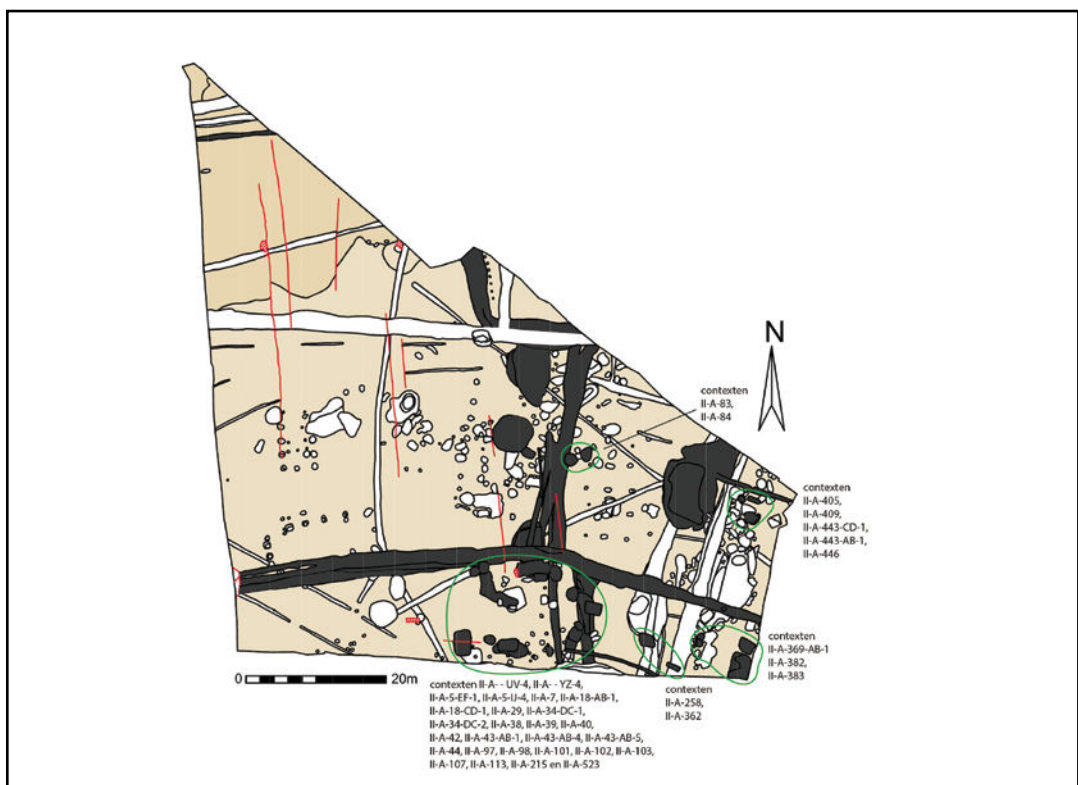 N
contexten
II-A-83,
II-A-84
contexten
II-A-405,
II-A-409,
II-A-443-CD-1,
II-A-443-AB-1,
II-A-446
contexten
II-A-369-AB-1
II-A-382,
II-A-383
contexten
II-A-258,
II-A-362
0 20m
contexten II-A- - UV-4, II-A- - YZ-4,
II-A-5-EF-1, II-A-5-IJ-4, II-A-7, II-A-18-AB-1,
II-A-18-CD-1, II-A-29, II-A-34-DC-1,
II-A-34-DC-2, II-A-38, II-A-39, II-A-40,
II-A-42, II-A-43-AB-1, II-A-43-AB-4, II-A-43-AB-5,
II-A-44, II-A-97, II-A-98, II-A-101, II-A-102, II-A-103,
II-A-107, II-A-113, II-A-215 en II-A-523